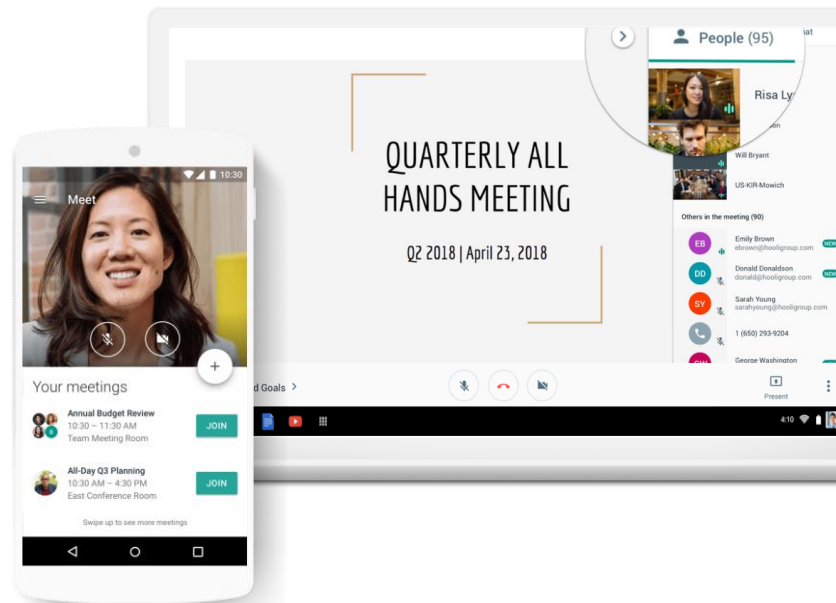 10:30
Meet
Your meetings
Annual Budget Review
10:30 – 11:30 AM
Team Meeting Room
JOIN
All-Day Q3 Planning
10:30 AM – 4:30 PM
East Conference Room
JOIN
Swipe up to see more meetings
QUARTERLY ALL
HANDS MEETING
Q2 2018 | April 23, 2018
People (95)
Risa Ly
Will Bryant
US-KIR-Mowich
Others in the meeting (90)
EB
Emily Brown
ebrown@hooligroup.com
NEW
DD
Donald Donaldson
donald@hooligroup.com
NEW
SY
Sarah Young
sarahyoung@hooligroup.com
1 (650) 293-9204
GW
George Washington
d Goals
Present
4:10